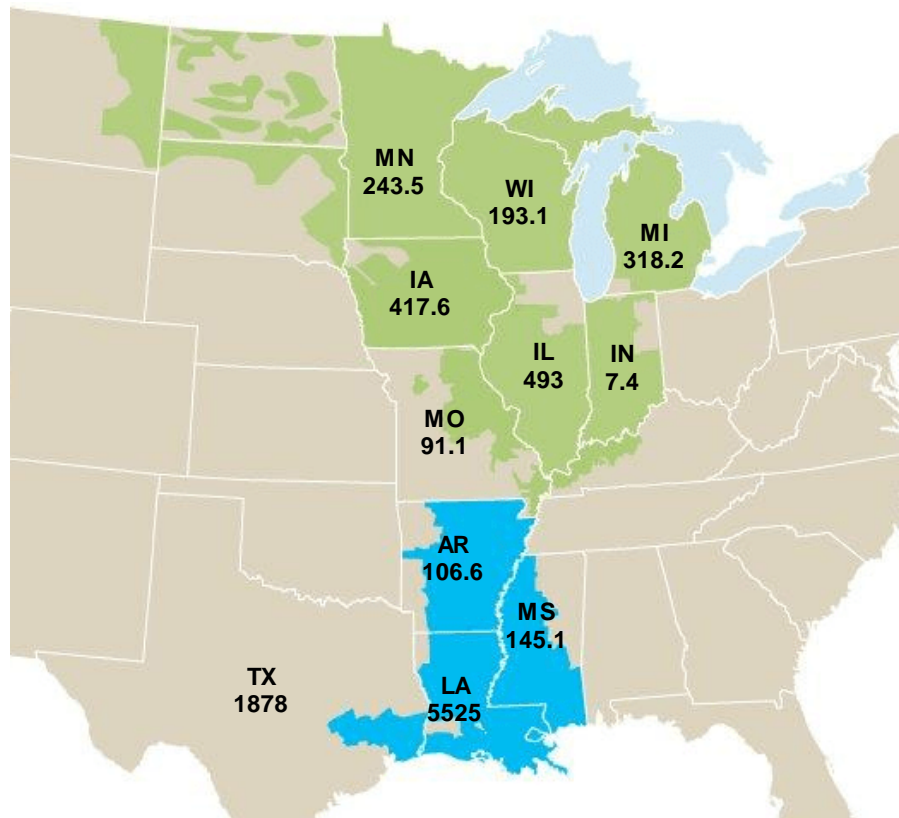 MN
243.5
WI
193.1
MI
318.2
IA
417.6
IL
493
IN
7.4
MO
91.1
AR
106.6
MS
145.1
TX
1878
LA
5525